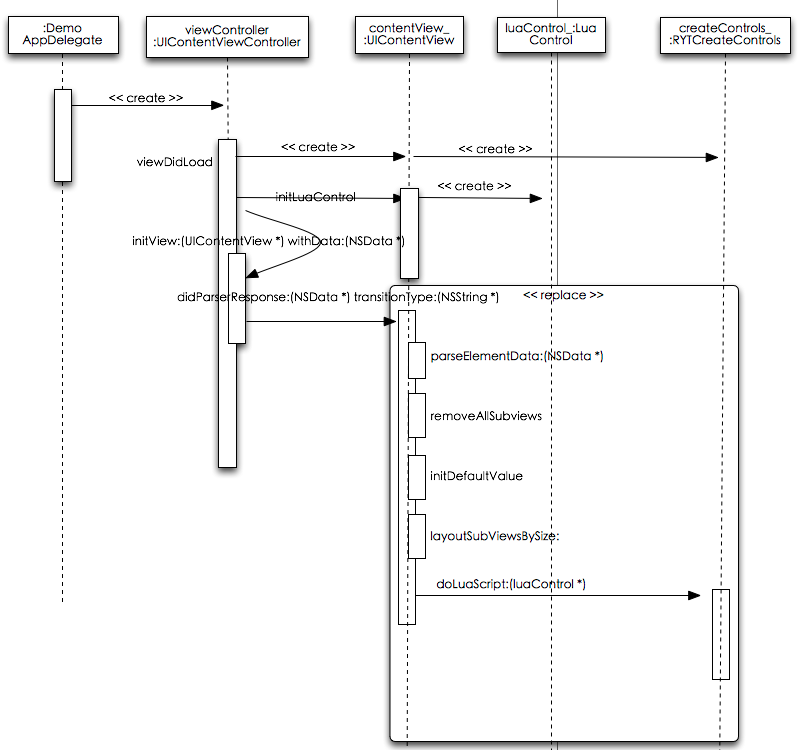 :Demo
AppDelegate
viewController
:UIContentViewController
contentView_
:UIContentView
luaControl_:Lua
Control
createControls_
:RYTCreateControls
<< create >>
<< create >>
<< create >>
viewDidLoad
<< create >>
initLuaControl
initView:(UIContentView *) withData:(NSData *)
didParserResponse:(NSData *) transitionType:(NSString *)
<< replace >>
parseElementData:(NSData *)
removeAllSubviews
initDefaultValue
layoutSubViewsBySize:
doLuaScript:(luaControl *)